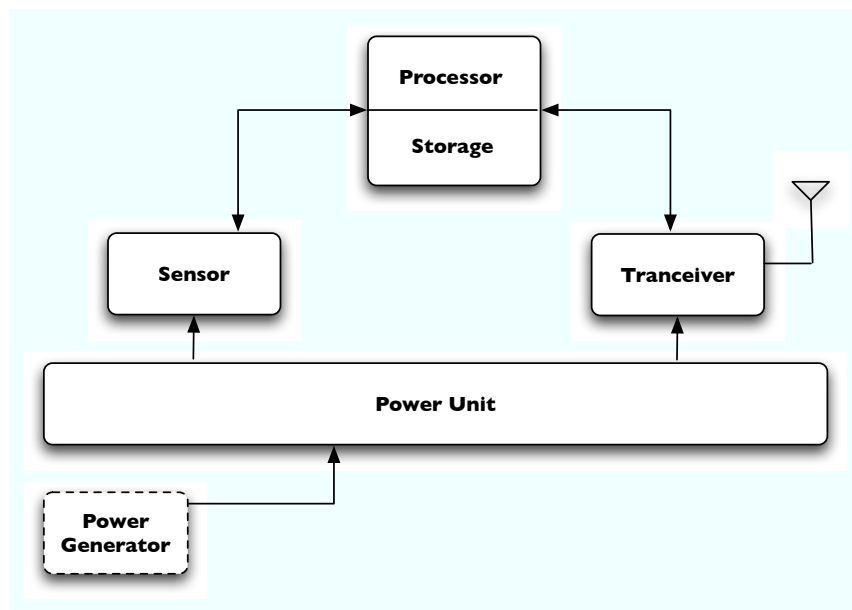 Processor
Storage
Sensor
Tranceiver
Power Unit
Power
Generator